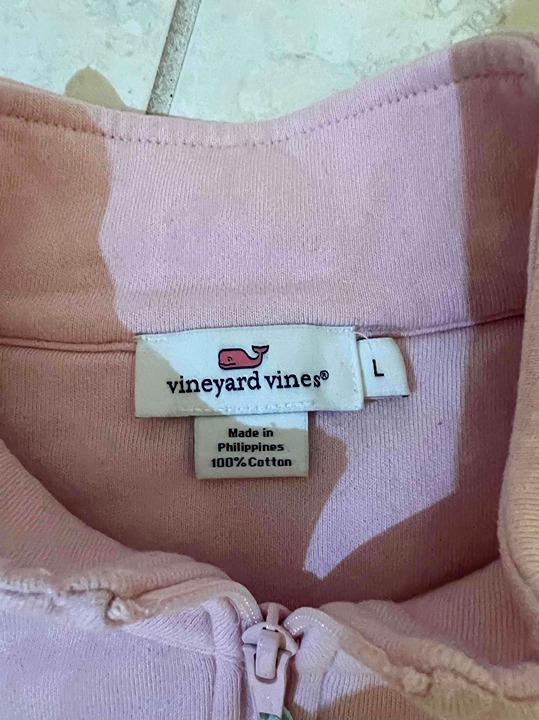 vineyard vines®
L
Made in
Philippines
100% Cotton